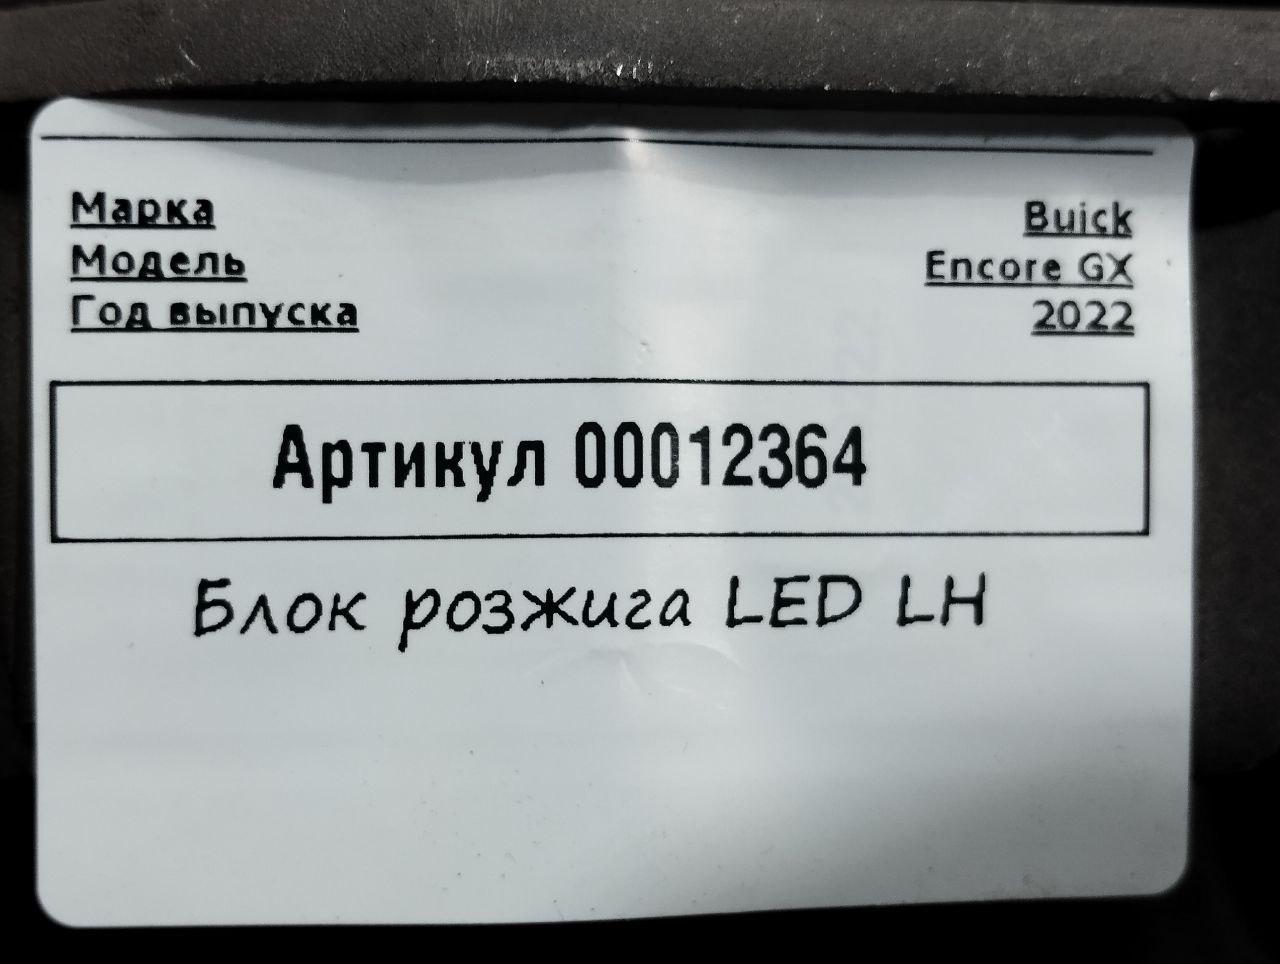 Марка Buick
Модель Encore GX
Год выпуска 2022
Артикул 00012364
Блок розжига LED LH